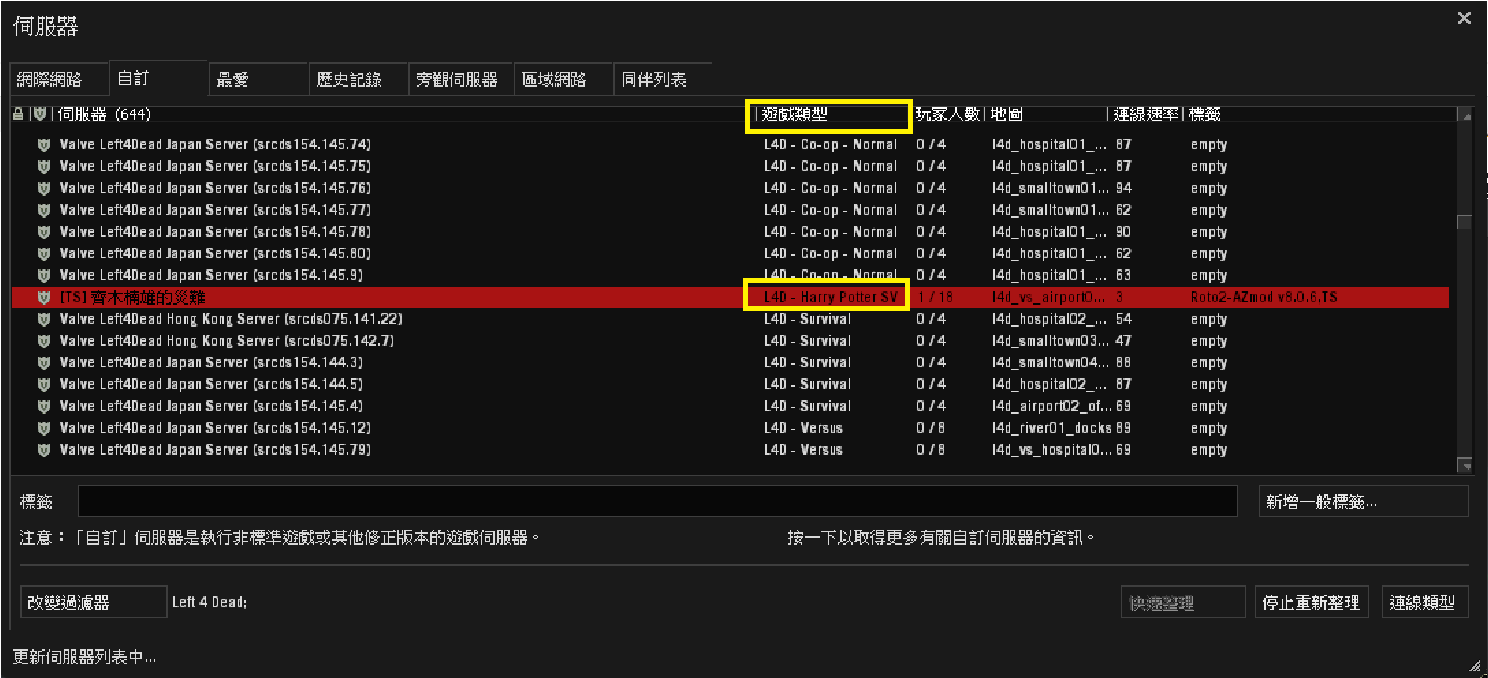 伺服器
網際網路 自訂 最愛 歷史記錄 旁觀伺服器 區域網路 同伴列表
伺服器 (644) 遊戲類型 玩家人數 地圖 連線速率 標籤
Valve Left4Dead Japan Server (srcds154.145.74) L4D - Co-op - Normal 0 / 4 l4d_hospital01_... 87 empty
Valve Left4Dead Japan Server (srcds154.145.75) L4D - Co-op - Normal 0 / 4 l4d_hospital01_... 87 empty
Valve Left4Dead Japan Server (srcds154.145.76) L4D - Co-op - Normal 0 / 4 l4d_smalltown01... 94 empty
Valve Left4Dead Japan Server (srcds154.145.77) L4D - Co-op - Normal 0 / 4 l4d_smalltown01... 62 empty
Valve Left4Dead Japan Server (srcds154.145.78) L4D - Co-op - Normal 0 / 4 l4d_hospital01_... 90 empty
Valve Left4Dead Japan Server (srcds154.145.80) L4D - Co-op - Normal 0 / 4 l4d_hospital01_... 62 empty
Valve Left4Dead Japan Server (srcds154.145.9) L4D - Co-op - Normal 0 / 4 l4d_hospital01_... 63 empty
[TS] 齊木楠雄的災難 L4D - Harry Potter SV 1 / 18 l4d_vs_airport0... 3 Roto2-AZmod v8.0.6,TS
Valve Left4Dead Hong Kong Server (srcds075.141.22) L4D - Survival 0 / 4 l4d_hospital02_... 54 empty
Valve Left4Dead Hong Kong Server (srcds075.142.7) L4D - Survival 0 / 4 l4d_smalltown03... 47 empty
Valve Left4Dead Japan Server (srcds154.144.3) L4D - Survival 0 / 4 l4d_smalltown04... 88 empty
Valve Left4Dead Japan Server (srcds154.144.5) L4D - Survival 0 / 4 l4d_hospital02_... 87 empty
Valve Left4Dead Japan Server (srcds154.145.4) L4D - Survival 0 / 4 l4d_airport02_of... 69 empty
Valve Left4Dead Japan Server (srcds154.145.12) L4D - Versus 0 / 8 l4d_river01_docks 89 empty
Valve Left4Dead Japan Server (srcds154.145.79) L4D - Versus 0 / 8 l4d_vs_hospital0... 69 empty
標籤 新增一般標籤...
注意：「自訂」伺服器是執行非標準遊戲或其他修正版本的遊戲伺服器。 按一下以取得更多有關自訂伺服器的資訊。
改變過濾器 Left 4 Dead; 快速整理 停止重新整理 連線類型
更新伺服器列表中...